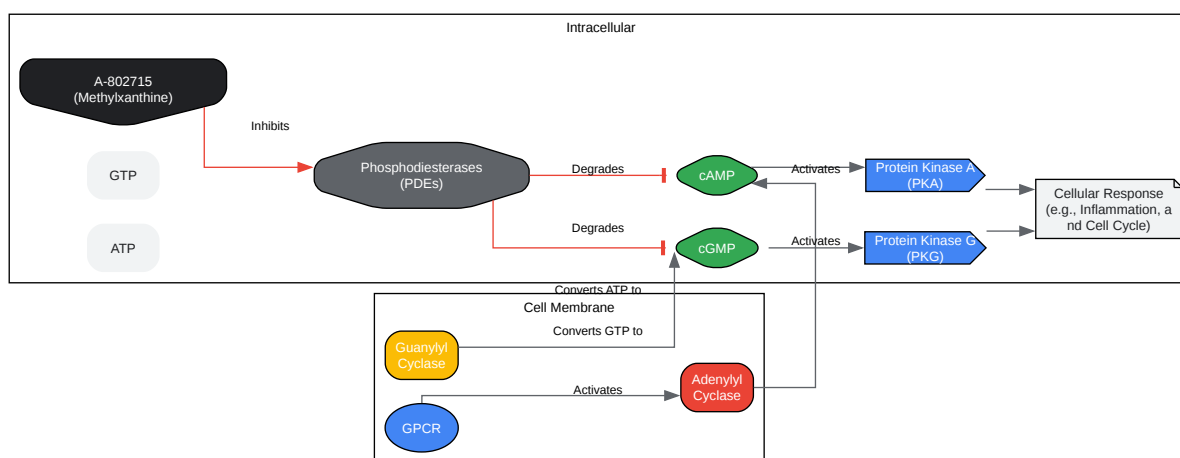 Intracellular
A-802715
(Methylxanthine)
Inhibits
GTP
ATP
Phosphodiesterases
(PDEs)
Degrades
Degrades
cAMP
cGMP
Activates
Activates
Protein Kinase A
(PKA)
Protein Kinase G
(PKG)
Cellular Response
(e.g., Inflammation, a
nd Cell Cycle)
Converts ATP to
Cell Membrane
Converts GTP to
Guanylyl
Cyclase
Activates
GPCR
Adenylyl
Cyclase